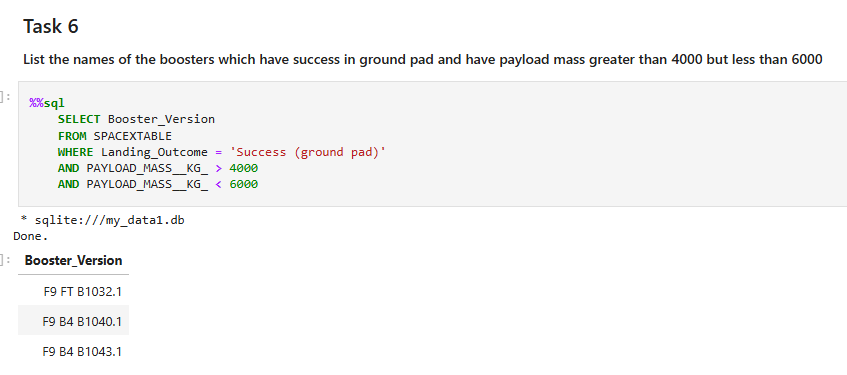 Task 6
List the names of the boosters which have success in ground pad and have payload mass greater than 4000 but less than 6000
]:
%%sql
SELECT Booster_Version
FROM SPACEXTABLE
WHERE Landing_Outcome = 'Success (ground pad)'
AND PAYLOAD_MASS__KG_ > 4000
AND PAYLOAD_MASS__KG_ < 6000
* sqlite:///my_data1.db
Done.
]: Booster_Version
F9 FT B1032.1
F9 B4 B1040.1
F9 B4 B1043.1